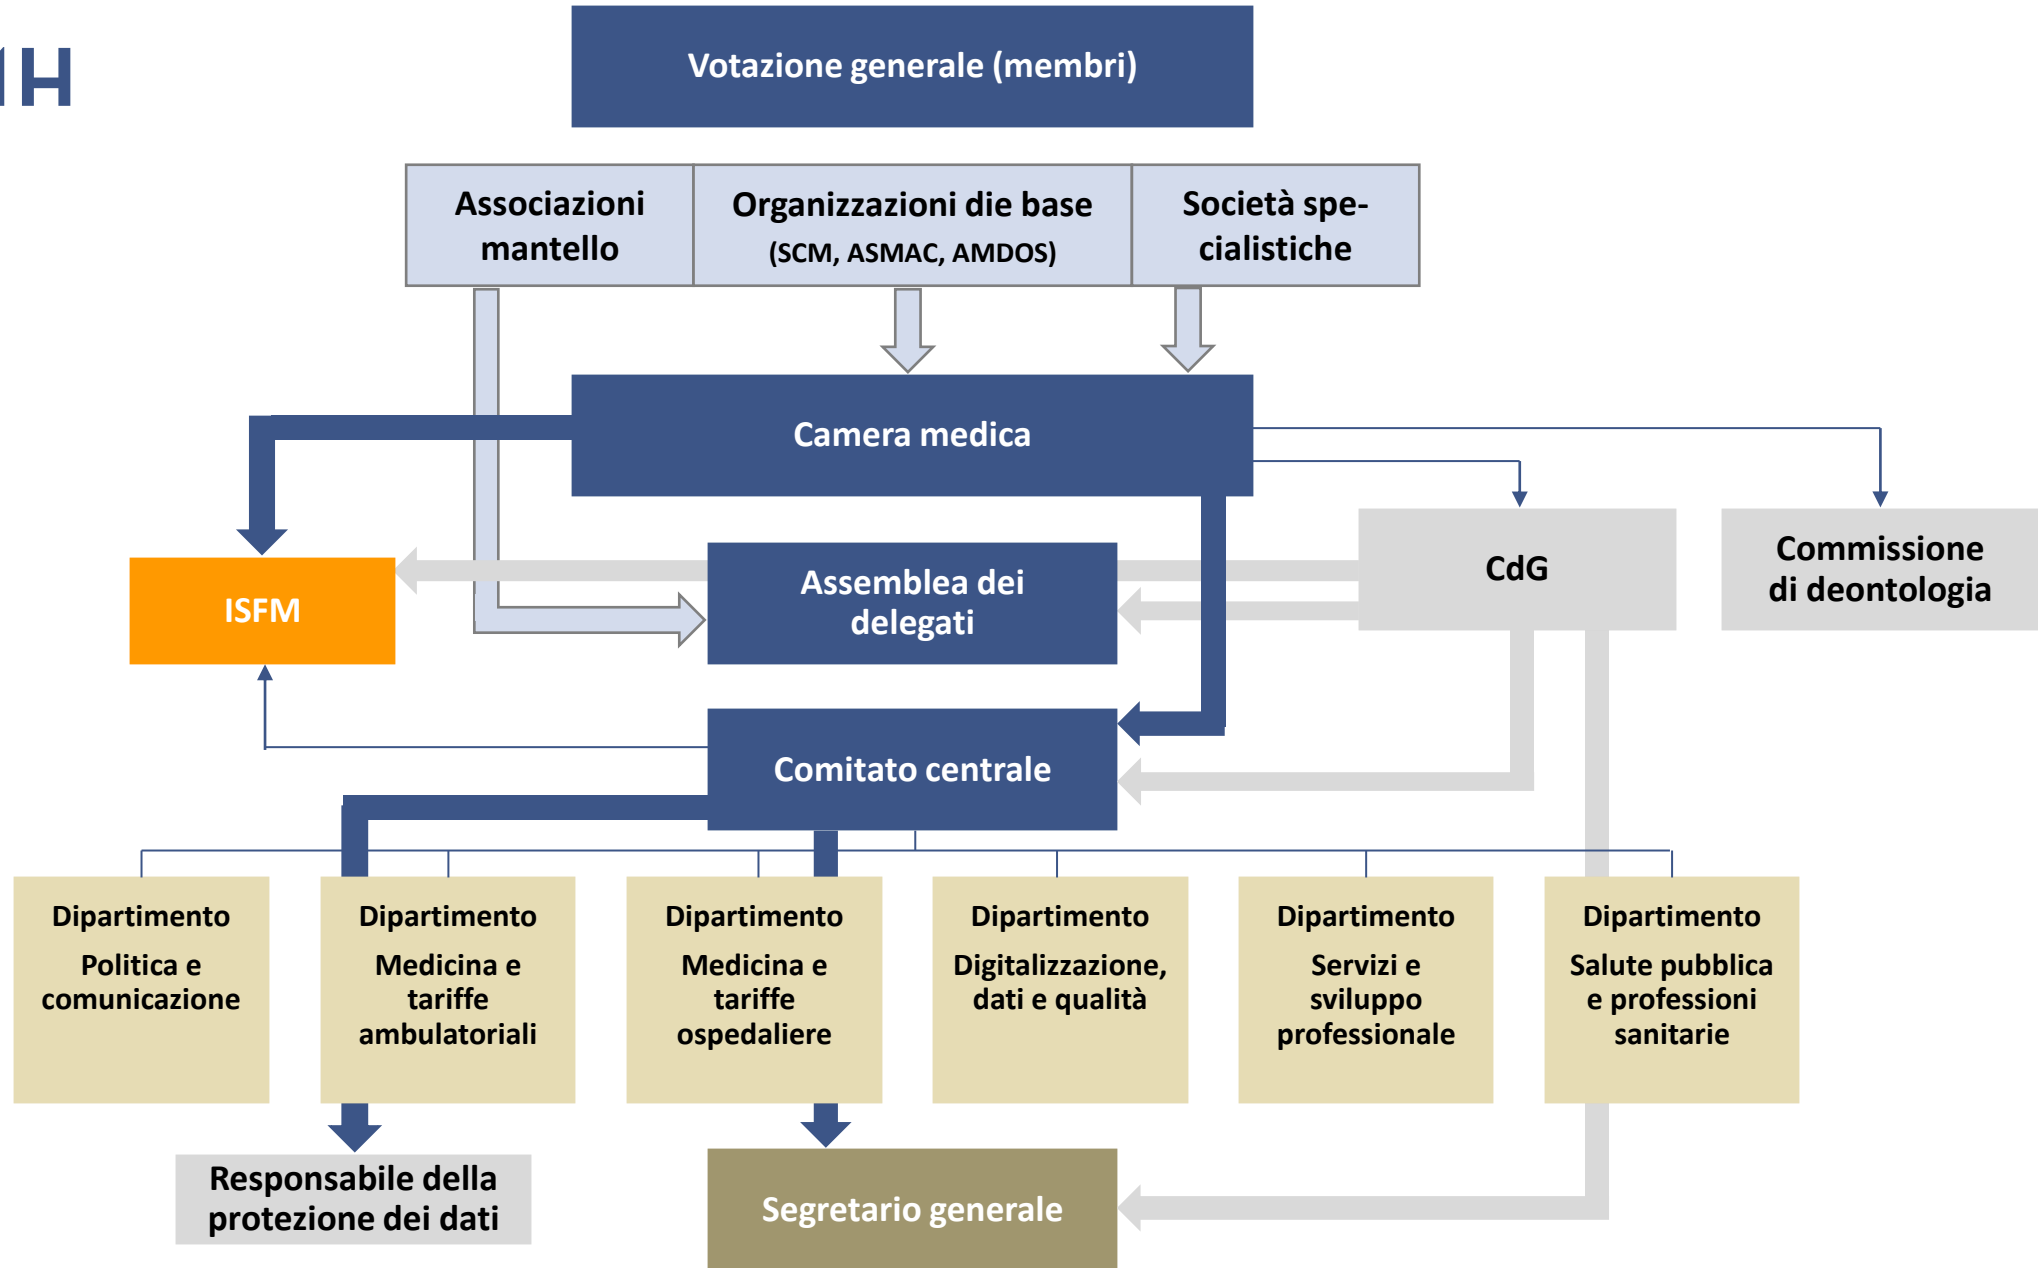 H
Votazione generale (membri)
Associazioni
mantello
Organizzazioni die base
(SCM, ASMAC, AMDOS)
Società spe-
cialistiche
Camera medica
ISFM
Assemblea dei
delegati
CdG
Commissione
di deontologia
Comitato centrale
Dipartimento
Politica e
comunicazione
Dipartimento
Medicina e
tariffe
ambulatoriali
Dipartimento
Medicina e
tariffe
ospedaliere
Dipartimento
Digitalizzazione,
dati e qualità
Dipartimento
Servizi e
sviluppo
professionale
Dipartimento
Salute pubblica
e professioni
sanitarie
Responsabile della
protezione dei dati
Segretario generale